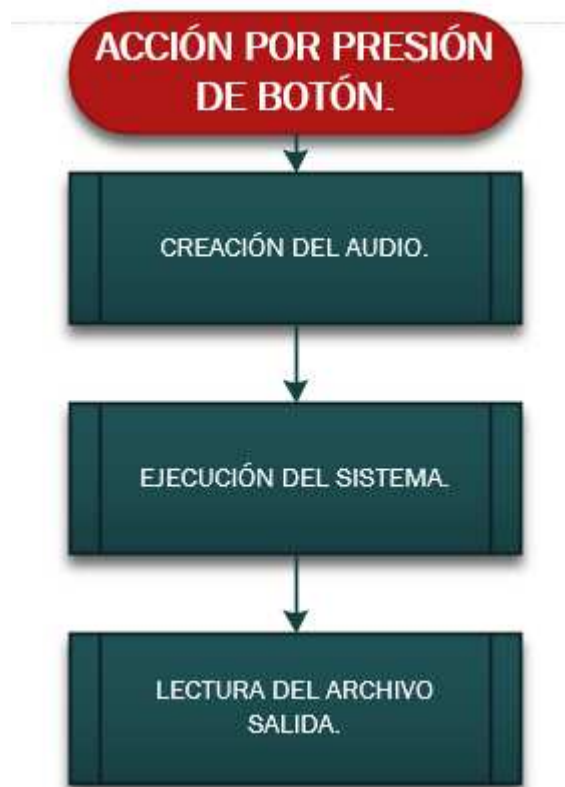 ACCIÓN POR PRESIÓN
DE BOTÓN.
CREACIÓN DEL AUDIO.
EJECUCIÓN DEL SISTEMA.
LECTURA DEL ARCHIVO
SALIDA.